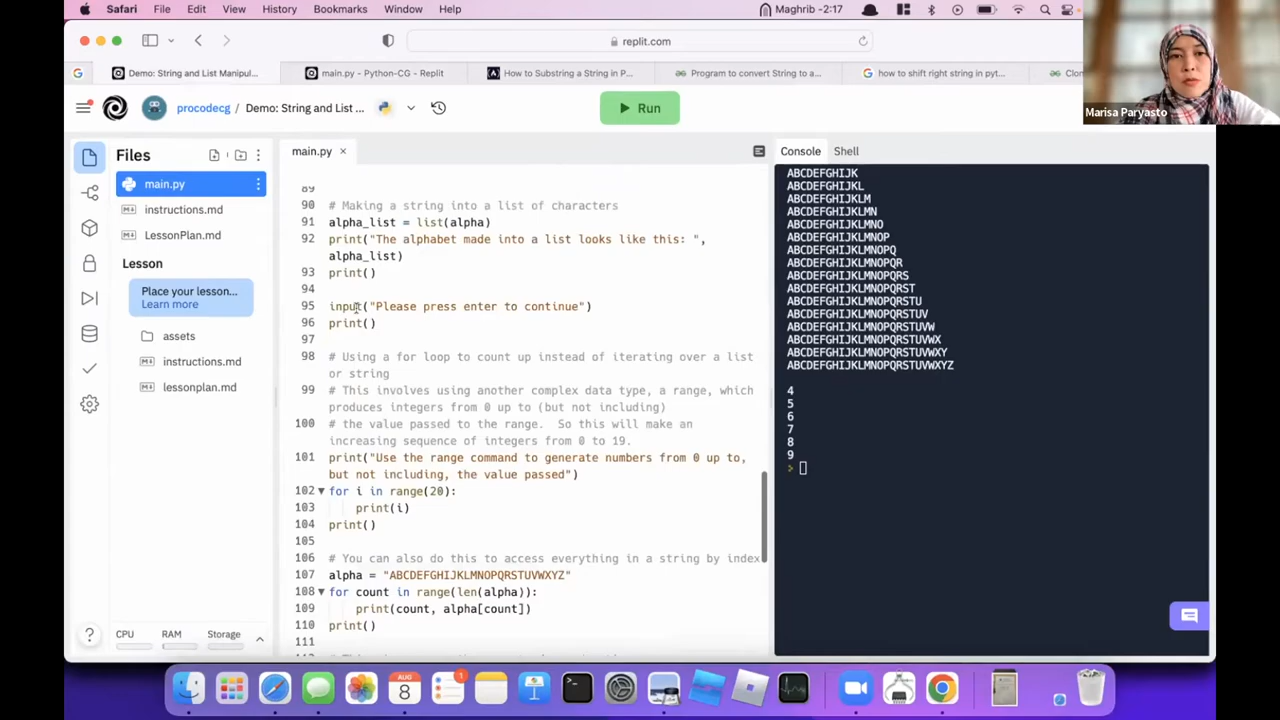 Safari File Edit View History Bookmarks Window Help Maghrib -2:17
replit.com
Demo: String and List Manipul... main.py - Python-CG - Replit How to Substring a String in P... Program to convert String to a... how to shift right string in pyt... Clon
procodecg / Demo: String and List ... Run
Marisa Paryasto
Files
main.py
instructions.md
LessonPlan.md
Lesson
Place your lesson...
Learn more
assets
instructions.md
lessonplan.md
CPU RAM Storage
main.py
89
90 # Making a string into a list of characters
91 alpha_list = list(alpha)
92 print("The alphabet made into a list looks like this: ",
alpha_list)
93 print()
94
95 input("Please press enter to continue")
96 print()
97
98 # Using a for loop to count up instead of iterating over a list
or string
99 # This involves using another complex data type, a range, which
produces integers from 0 up to (but not including)
100 # the value passed to the range. So this will make an
increasing sequence of integers from 0 to 19.
101 print("Use the range command to generate numbers from 0 up to,
but not including, the value passed")
102 for i in range(20):
103 print(i)
104 print()
105
106 # You can also do this to access everything in a string by index
107 alpha = "ABCDEFGHIJKLMNOPQRSTUVWXYZ"
108 for count in range(len(alpha)):
109 print(count, alpha[count])
110 print()
111
Console Shell
ABCDEFGHIJK
ABCDEFGHIJKL
ABCDEFGHIJKLM
ABCDEFGHIJKLMN
ABCDEFGHIJKLMNO
ABCDEFGHIJKLMNOP
ABCDEFGHIJKLMNOPQ
ABCDEFGHIJKLMNOPQR
ABCDEFGHIJKLMNOPQRS
ABCDEFGHIJKLMNOPQRST
ABCDEFGHIJKLMNOPQRSTU
ABCDEFGHIJKLMNOPQRSTUV
ABCDEFGHIJKLMNOPQRSTUVW
ABCDEFGHIJKLMNOPQRSTUVWX
ABCDEFGHIJKLMNOPQRSTUVWXY
ABCDEFGHIJKLMNOPQRSTUVWXYZ
4
5
6
7
8
9
AUG
8
1